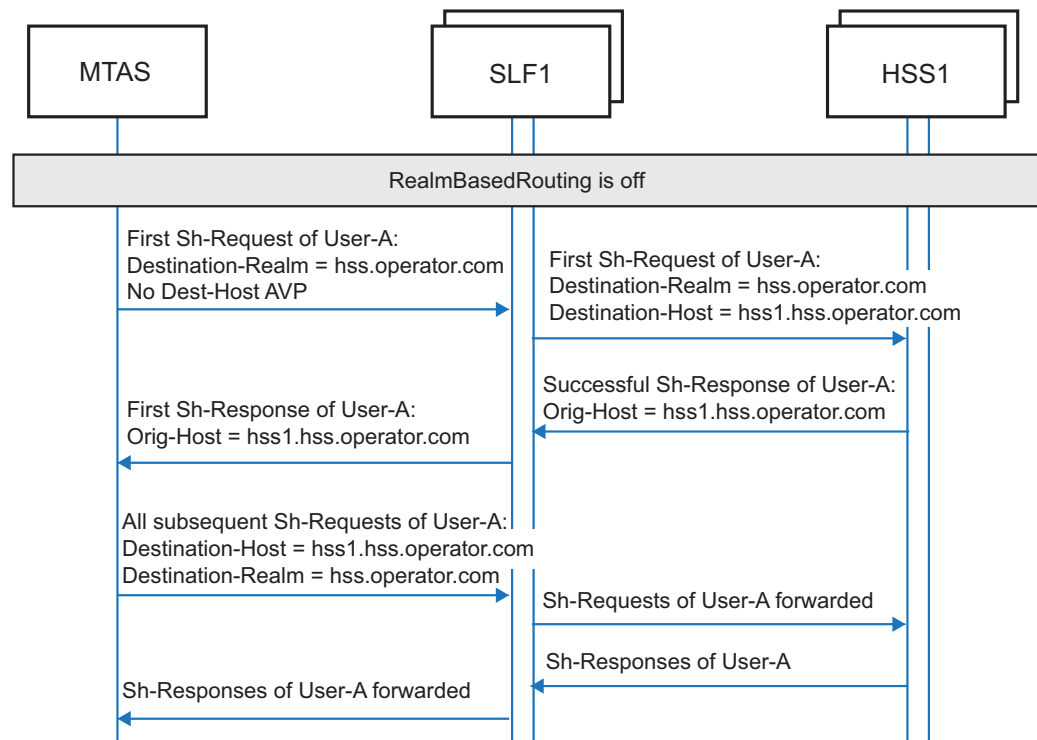 MTAS
SLF1
HSS1
RealmBasedRouting is off
First Sh-Request of User-A:
Destination-Realm = hss.operator.com
No Dest-Host AVP
First Sh-Request of User-A:
Destination-Realm = hss.operator.com
Destination-Host = hss1.hss.operator.com
Successful Sh-Response of User-A:
Orig-Host = hss1.hss.operator.com
First Sh-Response of User-A:
Orig-Host = hss1.hss.operator.com
All subsequent Sh-Requests of User-A:
Destination-Host = hss1.hss.operator.com
Destination-Realm = hss.operator.com
Sh-Requests of User-A forwarded
Sh-Responses of User-A
Sh-Responses of User-A forwarded